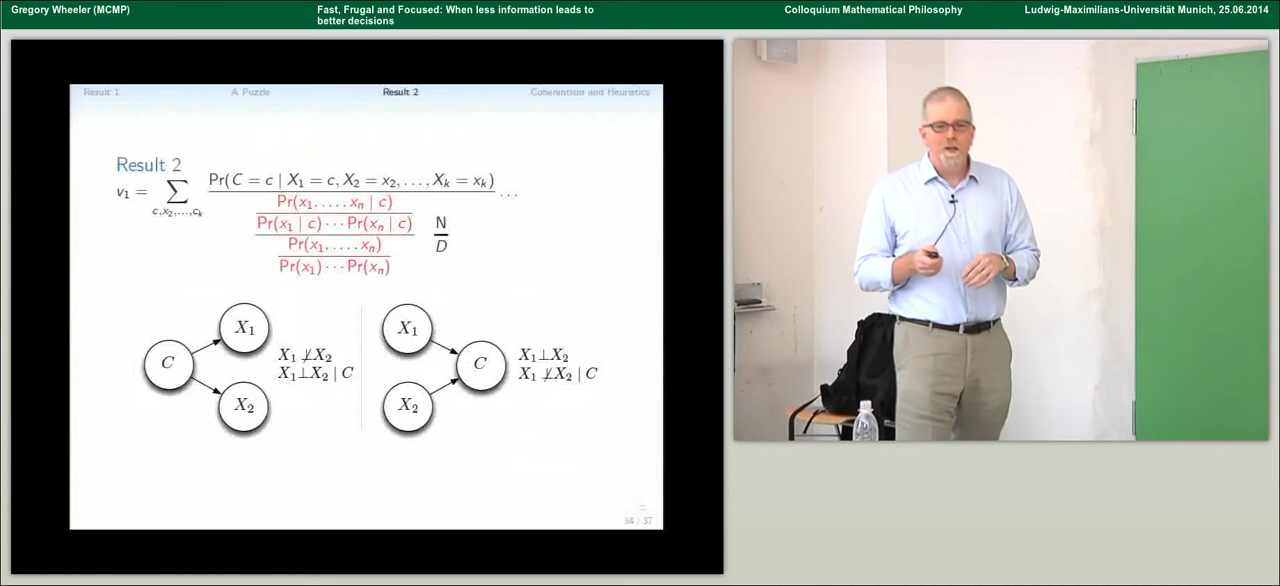 Gregory Wheeler (MCMP)
Fast, Frugal and Focused: When less information leads to
better decisions
Colloquium Mathematical Philosophy
Ludwig-Maximilians-Universität Munich, 25.06.2014
Result 1
A Puzzle
Result 2
Coherentism and Heuristics
Result 2
v₁ = ∑ Pr(C = c | X₁ = c, X₂ = x₂, . . . , Xₖ = xₖ) . . .
c,x₂,...,cₖ
Pr(x₁. . . . . xₙ | c)
Pr(x₁ | c) · · · Pr(xₙ | c)
N
D
Pr(x₁. . . . . xₙ)
Pr(x₁) · · · Pr(xₙ)
C
X₁
X₂
X₁ ⊥̸ X₂
X₁⊥X₂ | C
X₁
X₂
C
X₁⊥X₂
X₁ ⊥̸ X₂ | C
34 / 37